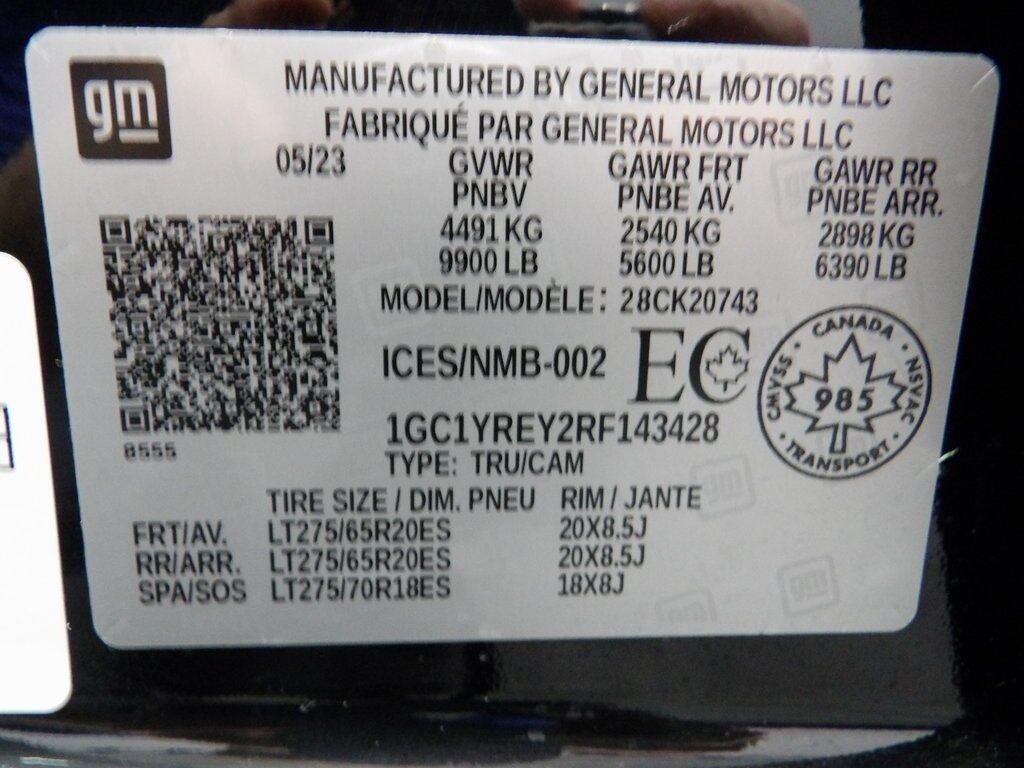 gm
MANUFACTURED BY GENERAL MOTORS LLC
FABRIQUÉ PAR GENERAL MOTORS LLC
05/23 GVWR GAWR FRT GAWR RR
PNBV PNBE AV. PNBE ARR.
4491 KG 2540 KG 2898 KG
9900 LB 5600 LB 6390 LB
MODEL/MODÈLE: 28CK20743
ICES/NMB-002 EC
CANADA
CMVSS NSVAC
985
TRANSPORT
1GC1YREY2RF143428
8555
TYPE: TRU/CAM
TIRE SIZE / DIM. PNEU RIM / JANTE
FRT/AV. LT275/65R20ES 20X8.5J
RR/ARR. LT275/65R20ES 20X8.5J
SPA/SOS LT275/70R18ES 18X8J